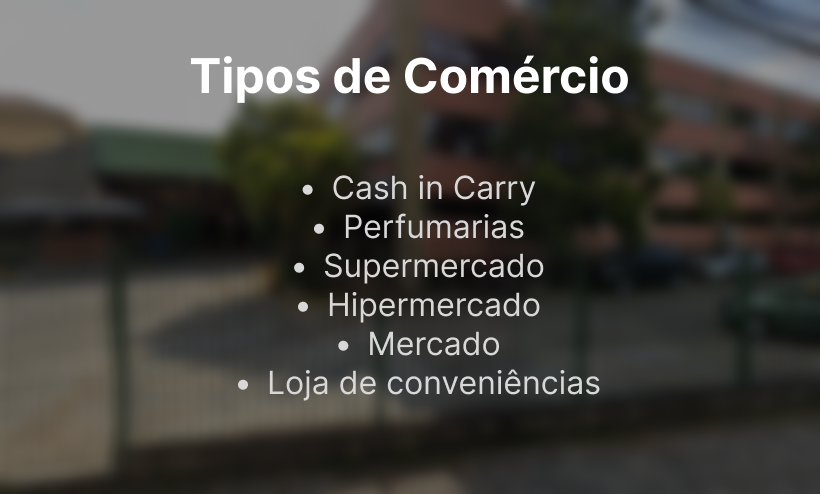 Tipos de Comércio
• Cash in Carry
• Perfumarias
• Supermercado
• Hipermercado
• Mercado
• Loja de conveniências